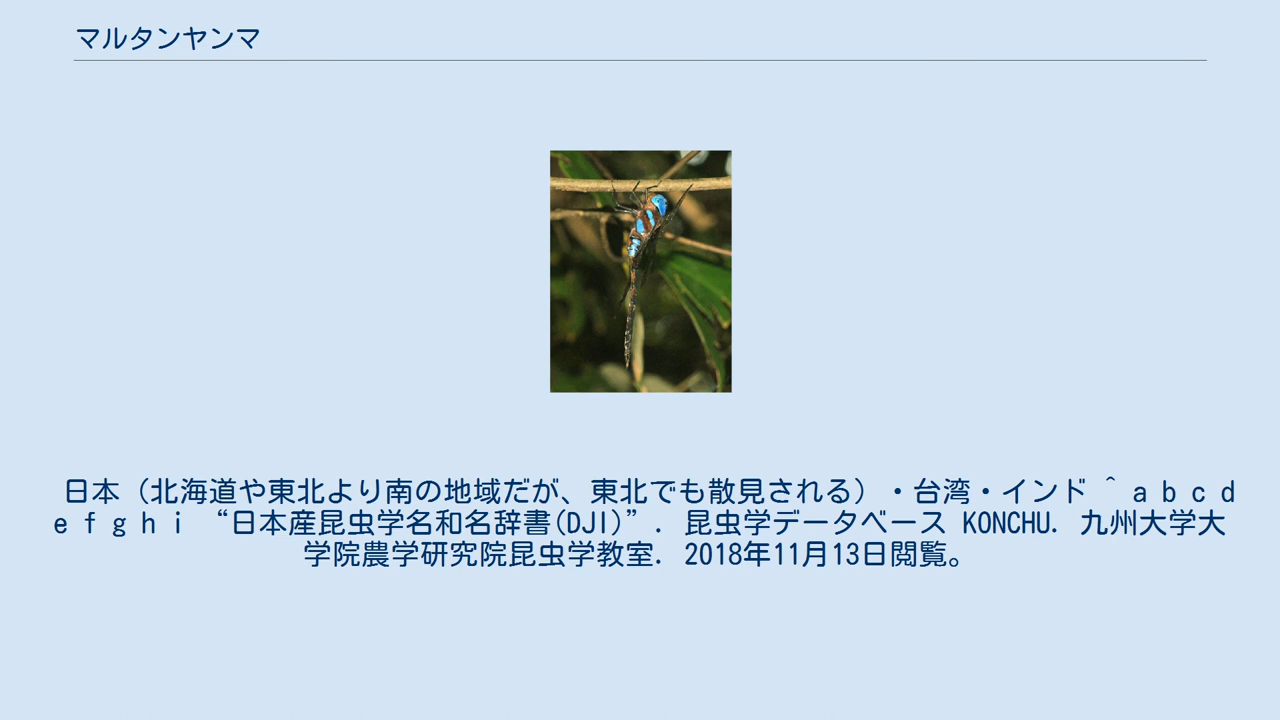 マルタンヤンマ
日本（北海道や東北より南の地域だが、東北でも散見される）・台湾・インド ^ a b c d
e f g h i “日本産昆虫学名和名辞書(DJI)”. 昆虫学データベース KONCHU. 九州大学大
学院農学研究院昆虫学教室. 2018年11月13日閲覧。